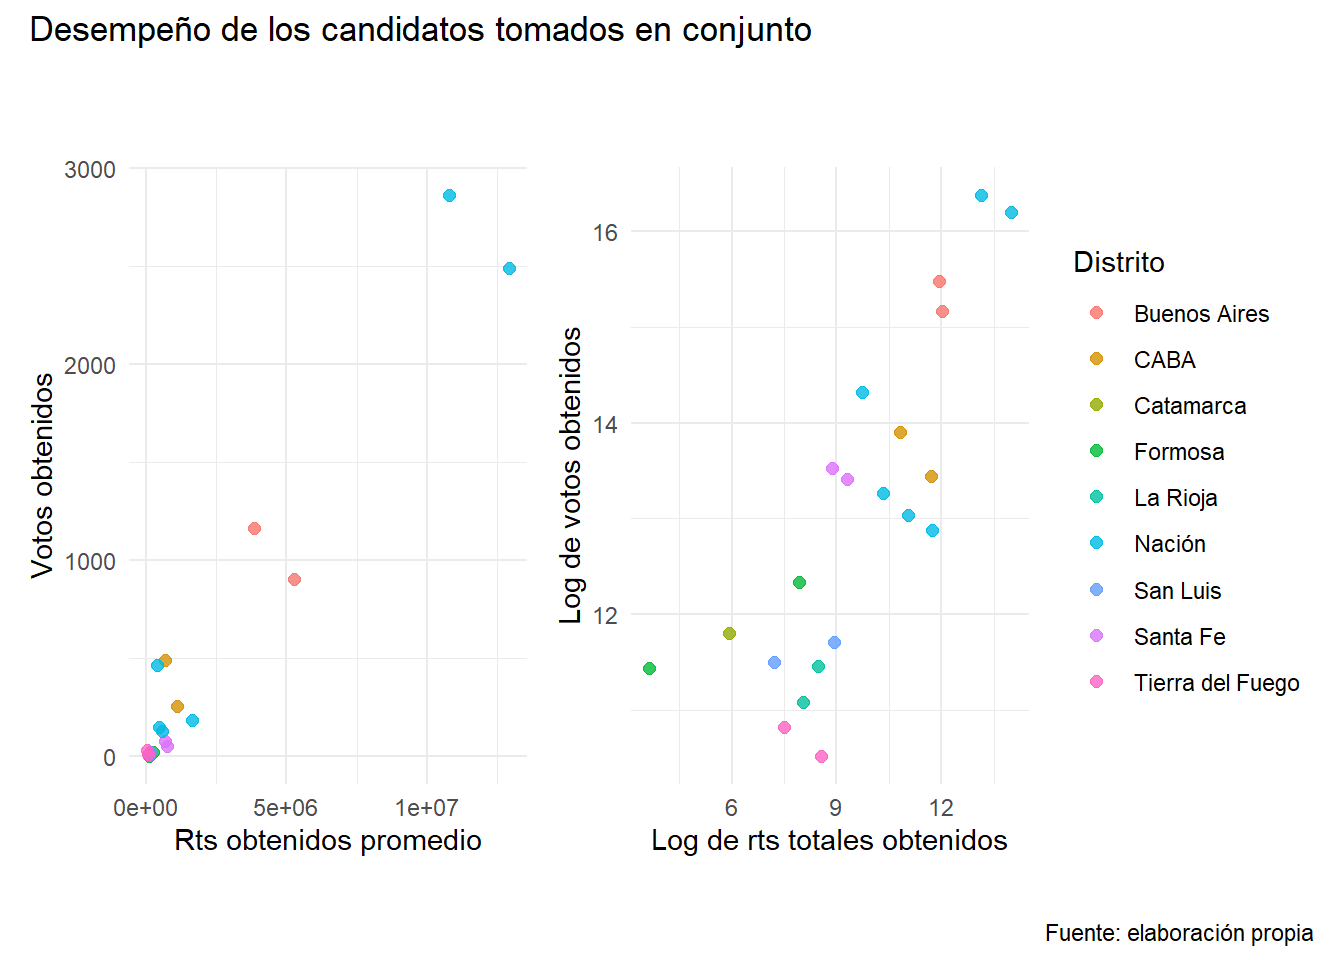 Desempeño de los candidatos tomados en conjunto
3000
2000
1000
0
Votos obtenidos
0e+00 5e+06 1e+07
Rts obtenidos promedio
16
14
12
Log de votos obtenidos
6 9 12
Log de rts totales obtenidos
Distrito
Buenos Aires
CABA
Catamarca
Formosa
La Rioja
Nación
San Luis
Santa Fe
Tierra del Fuego
Fuente: elaboración propia